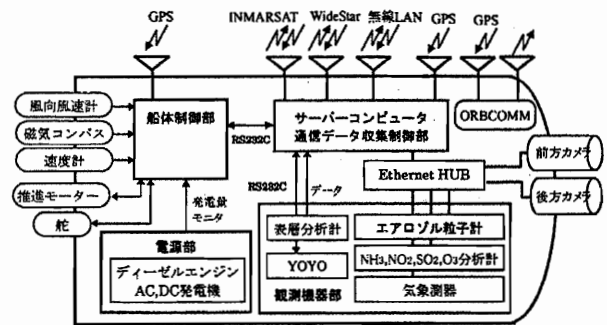 GPS
INMARSAT
WideStar
無線LAN
GPS
GPS
風向風速計
磁気コンパス
速度計
推進モーター
舵
船体制御部
RS232C
サーバーコンピュータ
通信データ収集制御部
ORBCOMM
前方カメラ
後方カメラ
Ethernet HUB
RS232C
データ
発電量
モニタ
電源部
ディーゼルエンジン
AC,DC発電機
表層分析計
YOYO
観測機器部
エアロゾル粒子計
NH3,NO2,SO2,O3分析計
気象測器